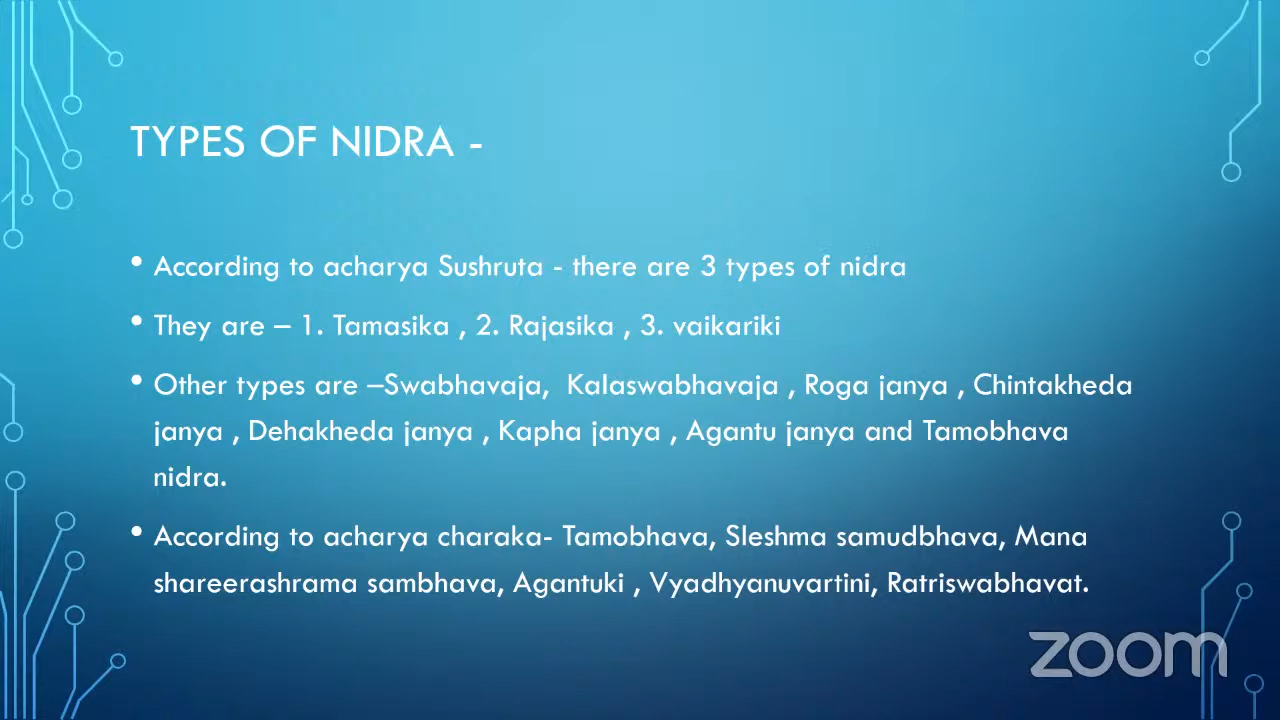 TYPES OF NIDRA -
• According to acharya Sushruta - there are 3 types of nidra
• They are – 1. Tamasika , 2. Rajasika , 3. vaikariki
• Other types are –Swabhavaja, Kalaswabhavaja , Roga janya , Chintakheda
janya , Dehakheda janya , Kapha janya , Agantu janya and Tamobhava
nidra.
• According to acharya charaka- Tamobhava, Sleshma samudbhava, Mana
shareerashrama sambhava, Agantuki , Vyadhyanuvartini, Ratriswabhavat.
zoom